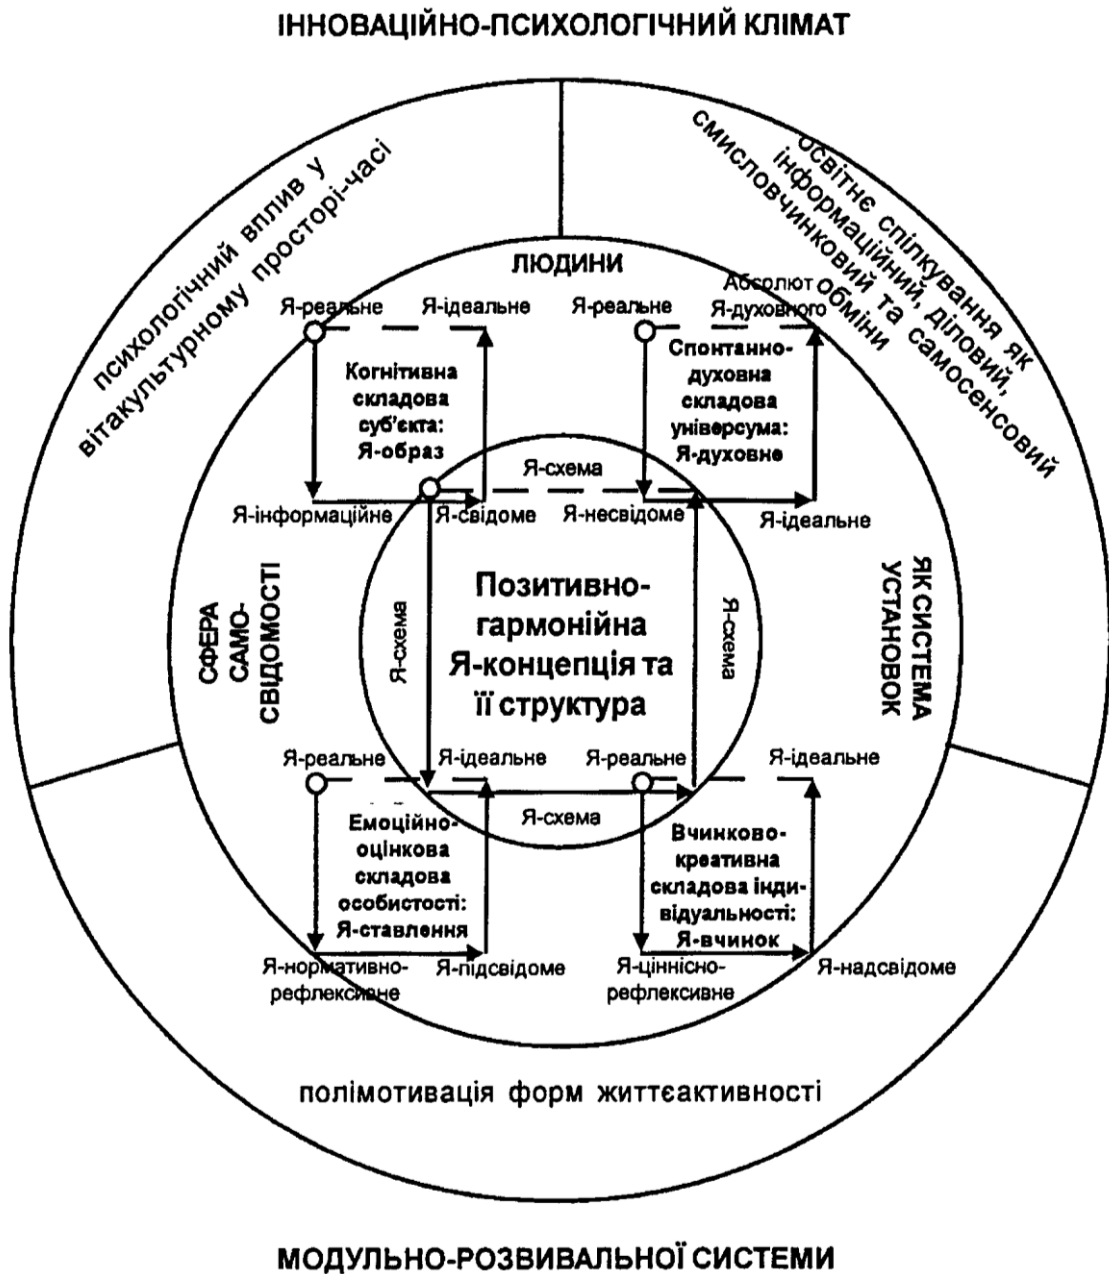 ІННОВАЦІЙНО-ПСИХОЛОГІЧНИЙ КЛІМАТ
психологічний вплив у
вітакультурному просторі-часі
освітнє спілкування як
інформаційний, діловий,
смисловчинковий та самосенсовий
обміни
ЛЮДИНИ
Я-реальне
Я-ідеальне
Я-реальне
Абсолют
Я-духовного
Когнітивна
складова
суб'єкта:
Я-образ
Спонтанно-
духовна
складова
універсума:
Я-духовне
Я-схема
Я-інформаційне
Я-свідоме
Я-несвідоме
Я-ідеальне
СФЕРА
САМО-
СВІДОМОСТІ
Я-схема
Позитивно-
гармонійна
Я-концепція та
її структура
Я-схема
ЯК СИСТЕМА
УСТАНОВОК
Я-реальне
Я-ідеальне
Я-реальне
Я-ідеальне
Я-схема
Емоційно-
оцінкова
складова
особистості:
Я-ставлення
Вчинково-
креативна
складова інди-
відуальності:
Я-вчинок
Я-нормативно-
рефлексивне
Я-підсвідоме
Я-ціннісно-
рефлексивне
Я-надсвідоме
полімотивація форм життєактивності
МОДУЛЬНО-РОЗВИВАЛЬНОЇ СИСТЕМИ